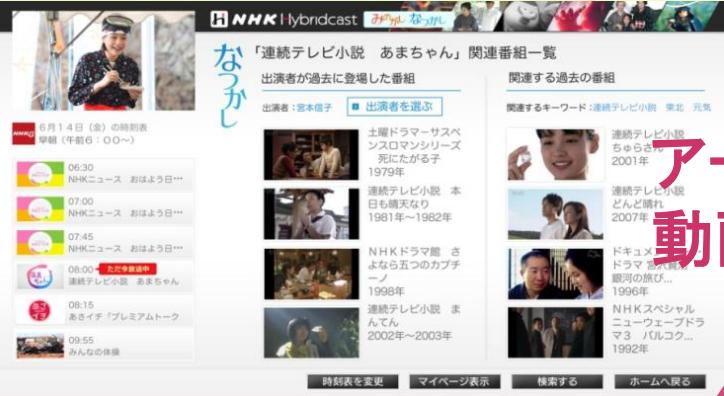 NHK Hybridcast みのがし なつかし
なつかし
「連続テレビ小説 あまちゃん」関連番組一覧
出演者が過去に登場した番組
出演者：宮本信子
出演者を選ぶ
土曜ドラマーサスペ
ンスロマンシリーズ
死にたがる子
1979年
連続テレビ小説 本
日も晴天なり
1981年～1982年
NHKドラマ館 さ
よなら五つのカプチ
ーノ
1998年
連続テレビ小説 ま
んてん
2002年～2003年
関連する過去の番組
関連するキーワード：連続テレビ小説 東北 元気
連続テレビ小説
ちゅらさん
2001年
連続テレビ小説
どんど晴れ
2007年
ドキュメ
ドラマ 宮沢賢治
銀河の旅び...
1996年
NHKスペシャル
ニューウェーブドラ
マ3 バルコク...
1992年
アー
動画
NHK G
6月14日（金）の時刻表
早朝（午前6：00～）
06:30
NHKニュース おはよう日…
07:00
NHKニュース おはよう日…
07:45
NHKニュース おはよう日…
08:00 ただ今放送中
連続テレビ小説 あまちゃん
08:15
あさイチ「プレミアムトーク
09:55
みんなの体操
時刻表を変更
マイページ表示
検索する
ホームへ戻る